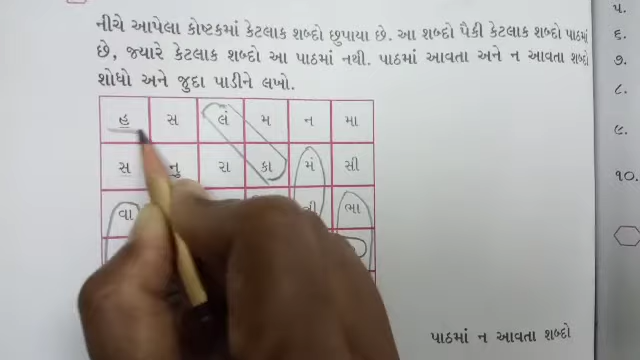 નીચે આપેલા કોષ્ટકમાં કેટલાક શબ્દો છુપાયા છે. આ શબ્દો પૈકી કેટલાક શબ્દો પાઠમાં
છે, જ્યારે કેટલાક શબ્દો આ પાઠમાં નથી. પાઠમાં આવતા અને ન આવતા શબ્દો
શોધો અને જુદા પાડીને લખો.
હ સ લં મ ન મા
સ નુ રા કા મં સી
વા ભા
પાઠમાં ન આવતા શબ્દો
૫.
૬.
૭.
૮.
૯.
૧૦.